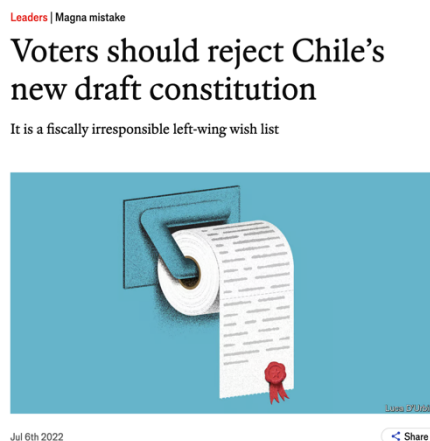 Leaders | Magna mistake
Voters should reject Chile's
new draft constitution
It is a fiscally irresponsible left-wing wish list
Jul 6th 2022
Share